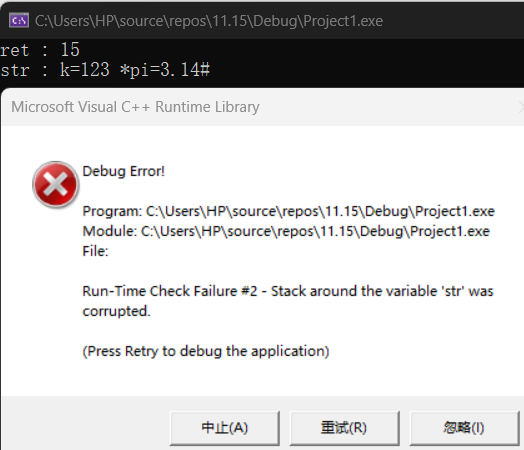 C:\Users\HP\source\repos\11.15\Debug\Project1.exe
ret : 15
str : k=123 *pi=3.14#
Microsoft Visual C++ Runtime Library
Debug Error!
Program: C:\Users\HP\source\repos\11.15\Debug\Project1.exe
Module: C:\Users\HP\source\repos\11.15\Debug\Project1.exe
File:
Run-Time Check Failure #2 - Stack around the variable 'str' was
corrupted.
(Press Retry to debug the application)
中止(A) 重试(R) 忽略(I)